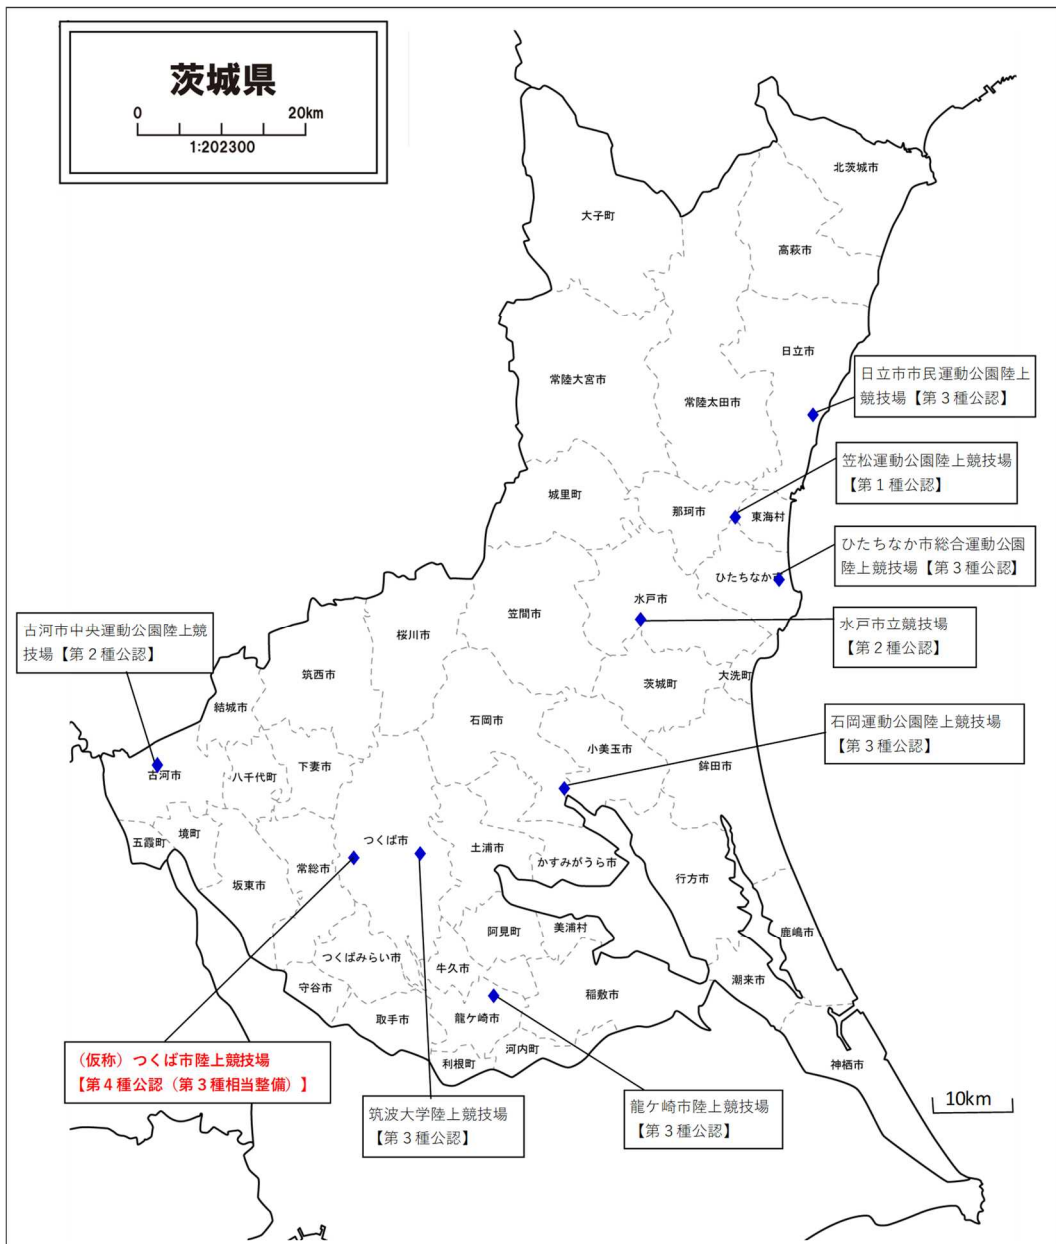 茨城県
0 20km
1:202300
北茨城市
大子町
高萩市
日立市
常陸大宮市
常陸太田市
日立市市民運動公園陸上
競技場【第３種公認】
笠松運動公園陸上競技場
【第１種公認】
城里町
那珂市
東海村
ひたちなか市総合運動公園
陸上競技場【第３種公認】
ひたちなか市
水戸市
笠間市
水戸市立競技場
【第２種公認】
古河市中央運動公園陸上競
技場【第２種公認】
桜川市
筑西市
茨城町
大洗町
結城市
石岡市
石岡運動公園陸上競技場
【第３種公認】
小美玉市
鉾田市
古河市
八千代町
下妻市
五霞町
境町
つくば市
土浦市
かすみがうら市
常総市
坂東市
行方市
阿見町
美浦村
鹿嶋市
つくばみらい市
牛久市
潮来市
守谷市
稲敷市
取手市
龍ケ崎市
河内町
利根町
神栖市
（仮称）つくば市陸上競技場
【第４種公認（第３種相当整備）】
筑波大学陸上競技場
【第３種公認】
龍ケ崎市陸上競技場
【第３種公認】
10km